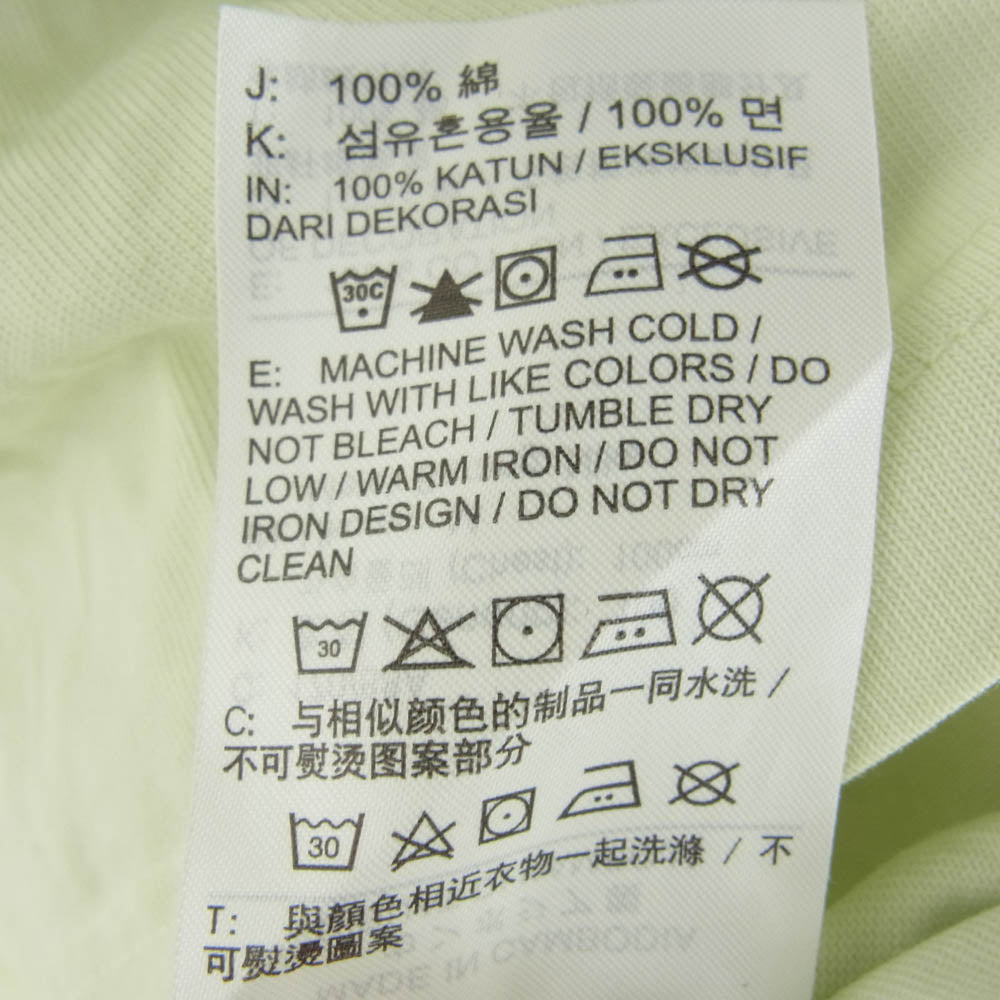 J: 100% 綿
K: 섬유혼용율 / 100% 면
IN: 100% KATUN / EKSKLUSIF
DARI DEKORASI
30C
E: MACHINE WASH COLD /
WASH WITH LIKE COLORS / DO
NOT BLEACH / TUMBLE DRY
LOW / WARM IRON / DO NOT
IRON DESIGN / DO NOT DRY
CLEAN
30
C: 与相似颜色的制品一同水洗 /
不可熨烫图案部分
30
T: 與顏色相近衣物一起洗滌 / 不
可熨燙圖案
MADE IN CAMBODIA